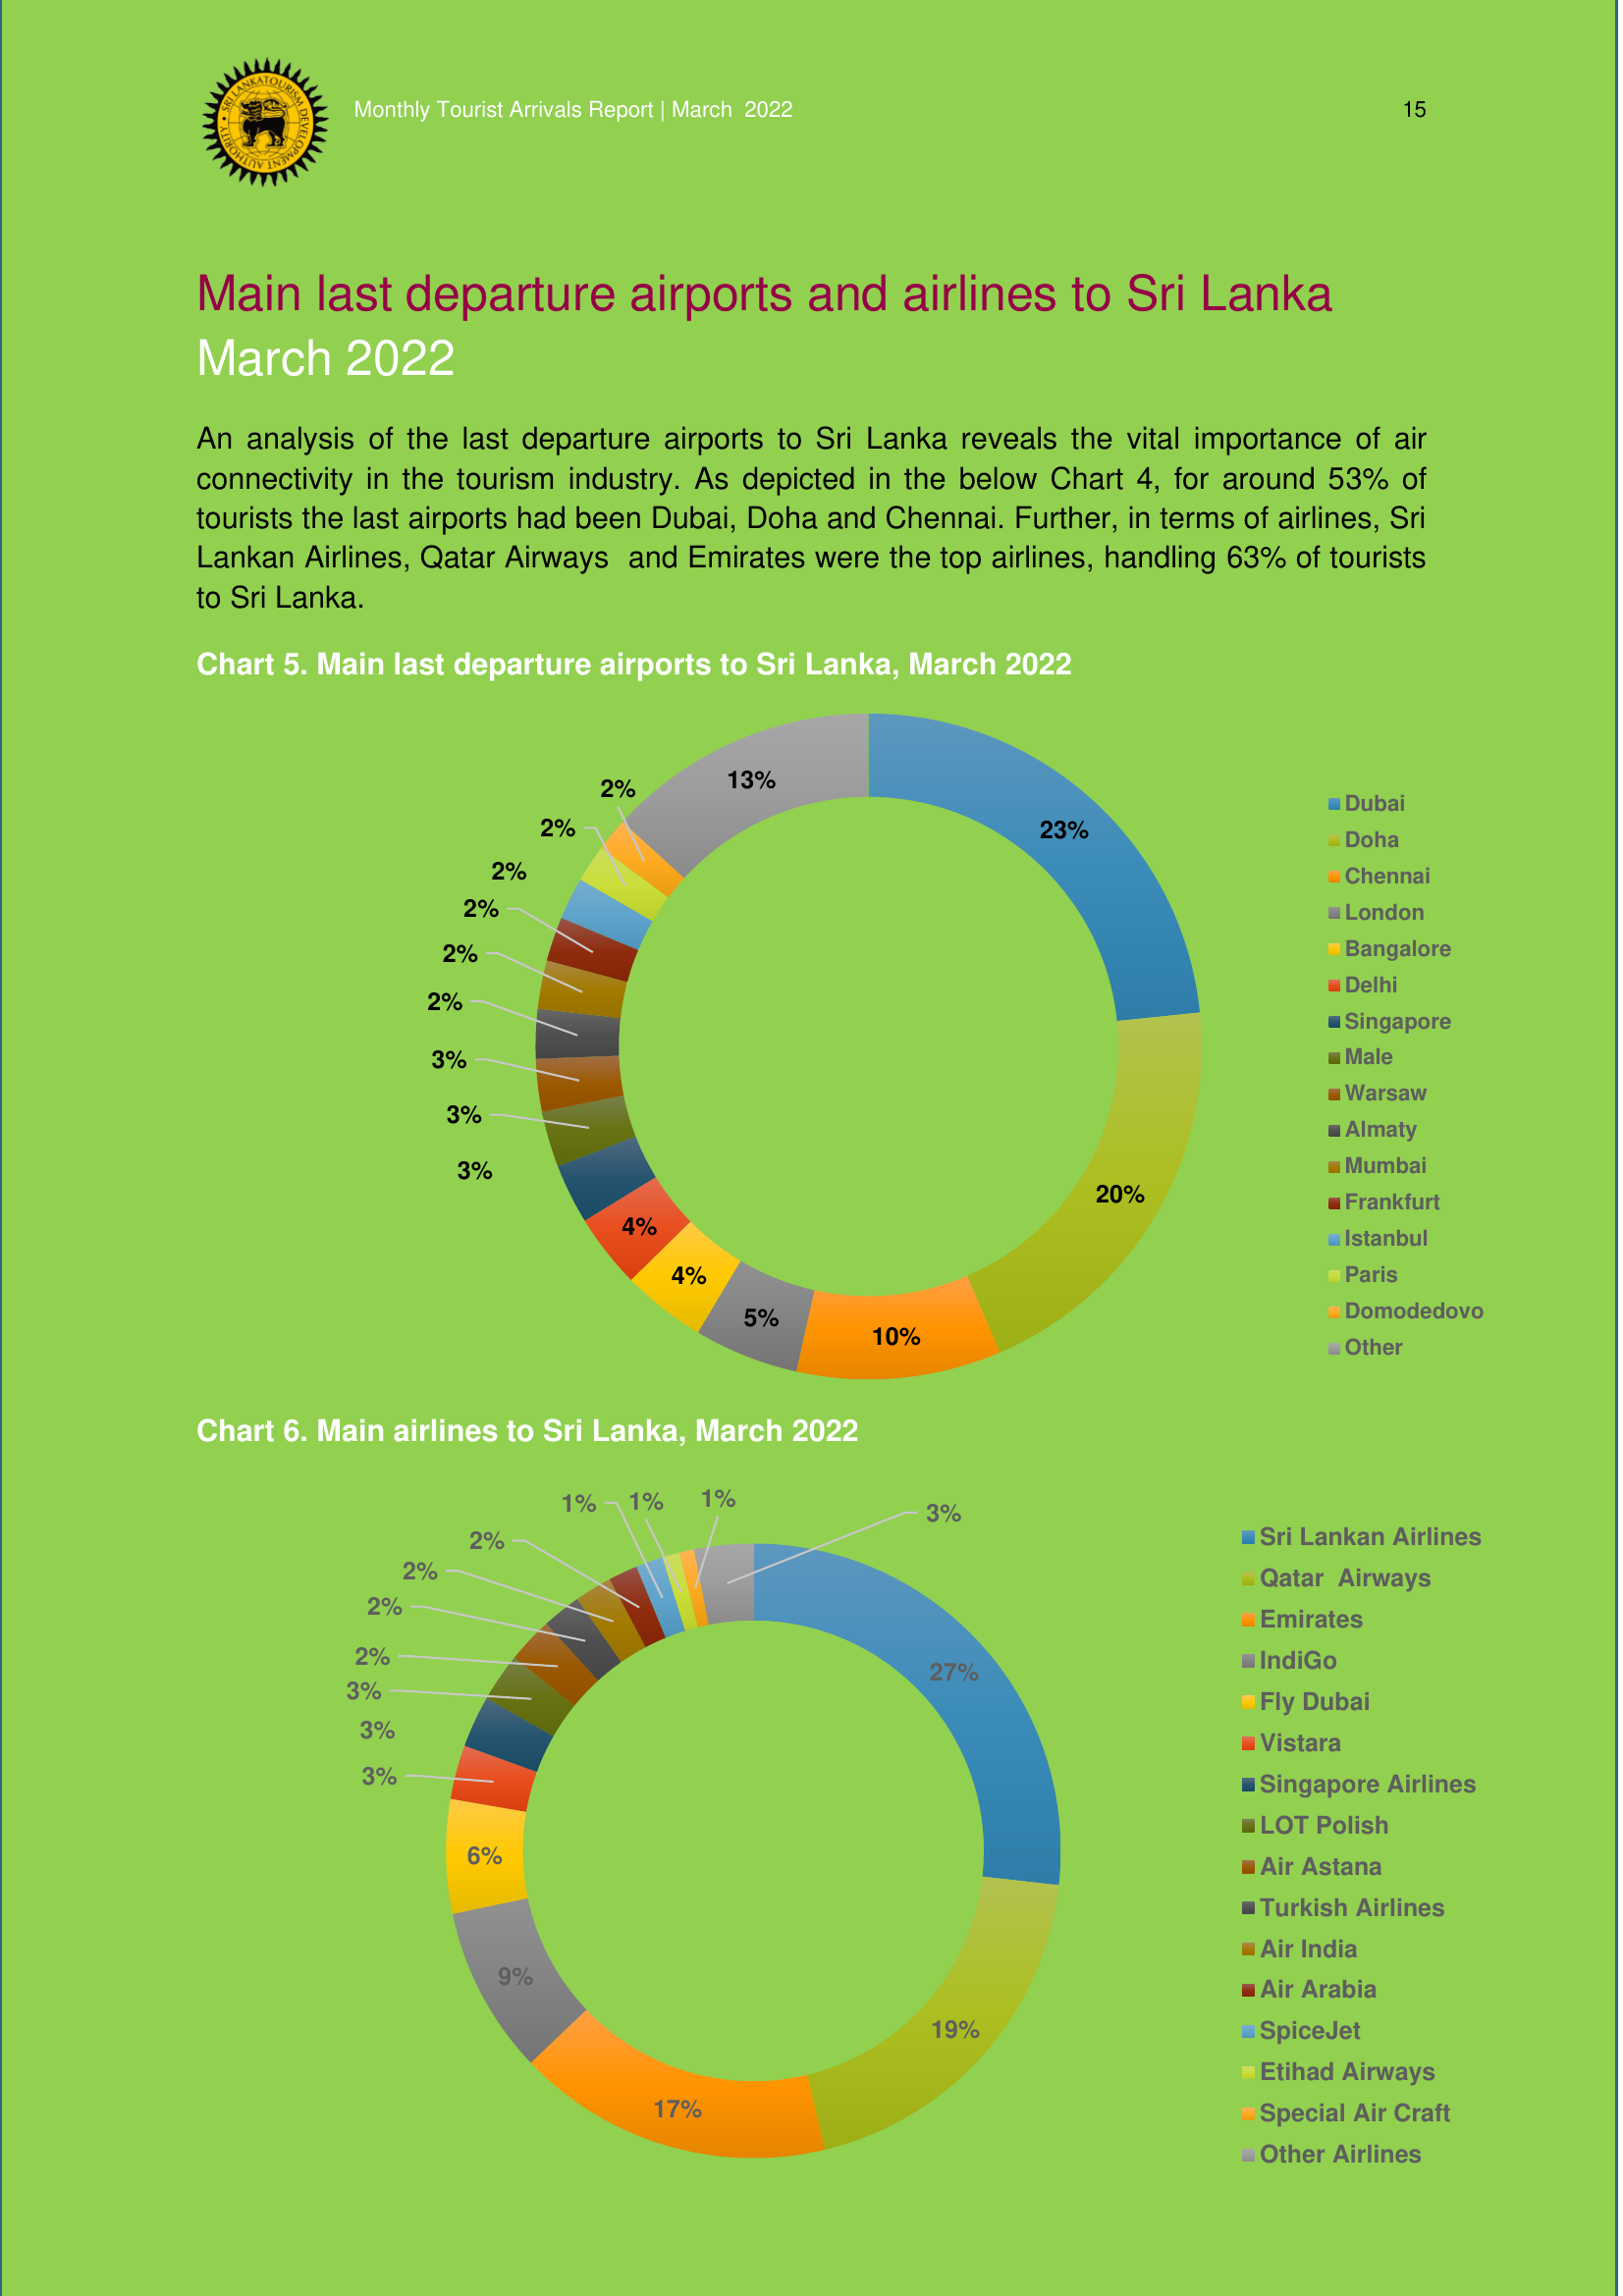 SRI LANKA TOURISM DEVELOPMENT AUTHORITY
Monthly Tourist Arrivals Report | March  2022
15
Main last departure airports and airlines to Sri Lanka
March 2022
An analysis of the last departure airports to Sri Lanka reveals the vital importance of air
connectivity in the tourism industry. As depicted in the below Chart 4, for around 53% of
tourists the last airports had been Dubai, Doha and Chennai. Further, in terms of airlines, Sri
Lankan Airlines, Qatar Airways  and Emirates were the top airlines, handling 63% of tourists
to Sri Lanka.
Chart 5. Main last departure airports to Sri Lanka, March 2022
23%
20%
10%
5%
4%
4%
3%
3%
3%
2%
2%
2%
2%
2%
2%
13%
Dubai
Doha
Chennai
London
Bangalore
Delhi
Singapore
Male
Warsaw
Almaty
Mumbai
Frankfurt
Istanbul
Paris
Domodedovo
Other
Chart 6. Main airlines to Sri Lanka, March 2022
27%
19%
17%
9%
6%
3%
3%
3%
2%
2%
2%
2%
1%
1%
1%
3%
Sri Lankan Airlines
Qatar  Airways
Emirates
IndiGo
Fly Dubai
Vistara
Singapore Airlines
LOT Polish
Air Astana
Turkish Airlines
Air India
Air Arabia
SpiceJet
Etihad Airways
Special Air Craft
Other Airlines